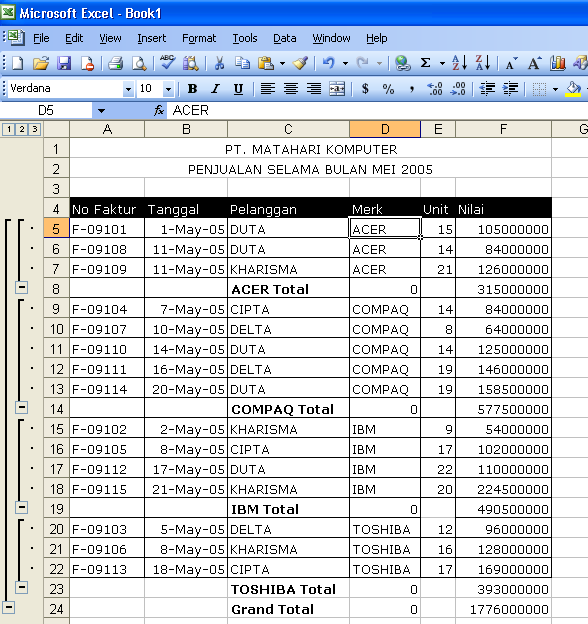 Microsoft Excel - Book1
File Edit View Insert Format Tools Data Window Help
Verdana 10 B I U $ % ,
D5 fx ACER
1 2 3 A B C D E F G
1 PT. MATAHARI KOMPUTER
2 PENJUALAN SELAMA BULAN MEI 2005
3
4 No Faktur Tanggal Pelanggan Merk Unit Nilai
5 F-09101 1-May-05 DUTA ACER 15 105000000
6 F-09108 11-May-05 DUTA ACER 14 84000000
7 F-09109 11-May-05 KHARISMA ACER 21 126000000
8 ACER Total 0 315000000
9 F-09104 7-May-05 CIPTA COMPAQ 14 84000000
10 F-09107 10-May-05 DELTA COMPAQ 8 64000000
11 F-09110 14-May-05 DUTA COMPAQ 14 125000000
12 F-09111 16-May-05 DELTA COMPAQ 19 146000000
13 F-09114 20-May-05 DUTA COMPAQ 19 158500000
14 COMPAQ Total 0 577500000
15 F-09102 2-May-05 KHARISMA IBM 9 54000000
16 F-09105 8-May-05 CIPTA IBM 17 102000000
17 F-09112 17-May-05 DUTA IBM 22 110000000
18 F-09115 21-May-05 KHARISMA IBM 20 224500000
19 IBM Total 0 490500000
20 F-09103 5-May-05 DELTA TOSHIBA 12 96000000
21 F-09106 8-May-05 KHARISMA TOSHIBA 16 128000000
22 F-09113 18-May-05 CIPTA TOSHIBA 17 169000000
23 TOSHIBA Total 0 393000000
24 Grand Total 0 1776000000